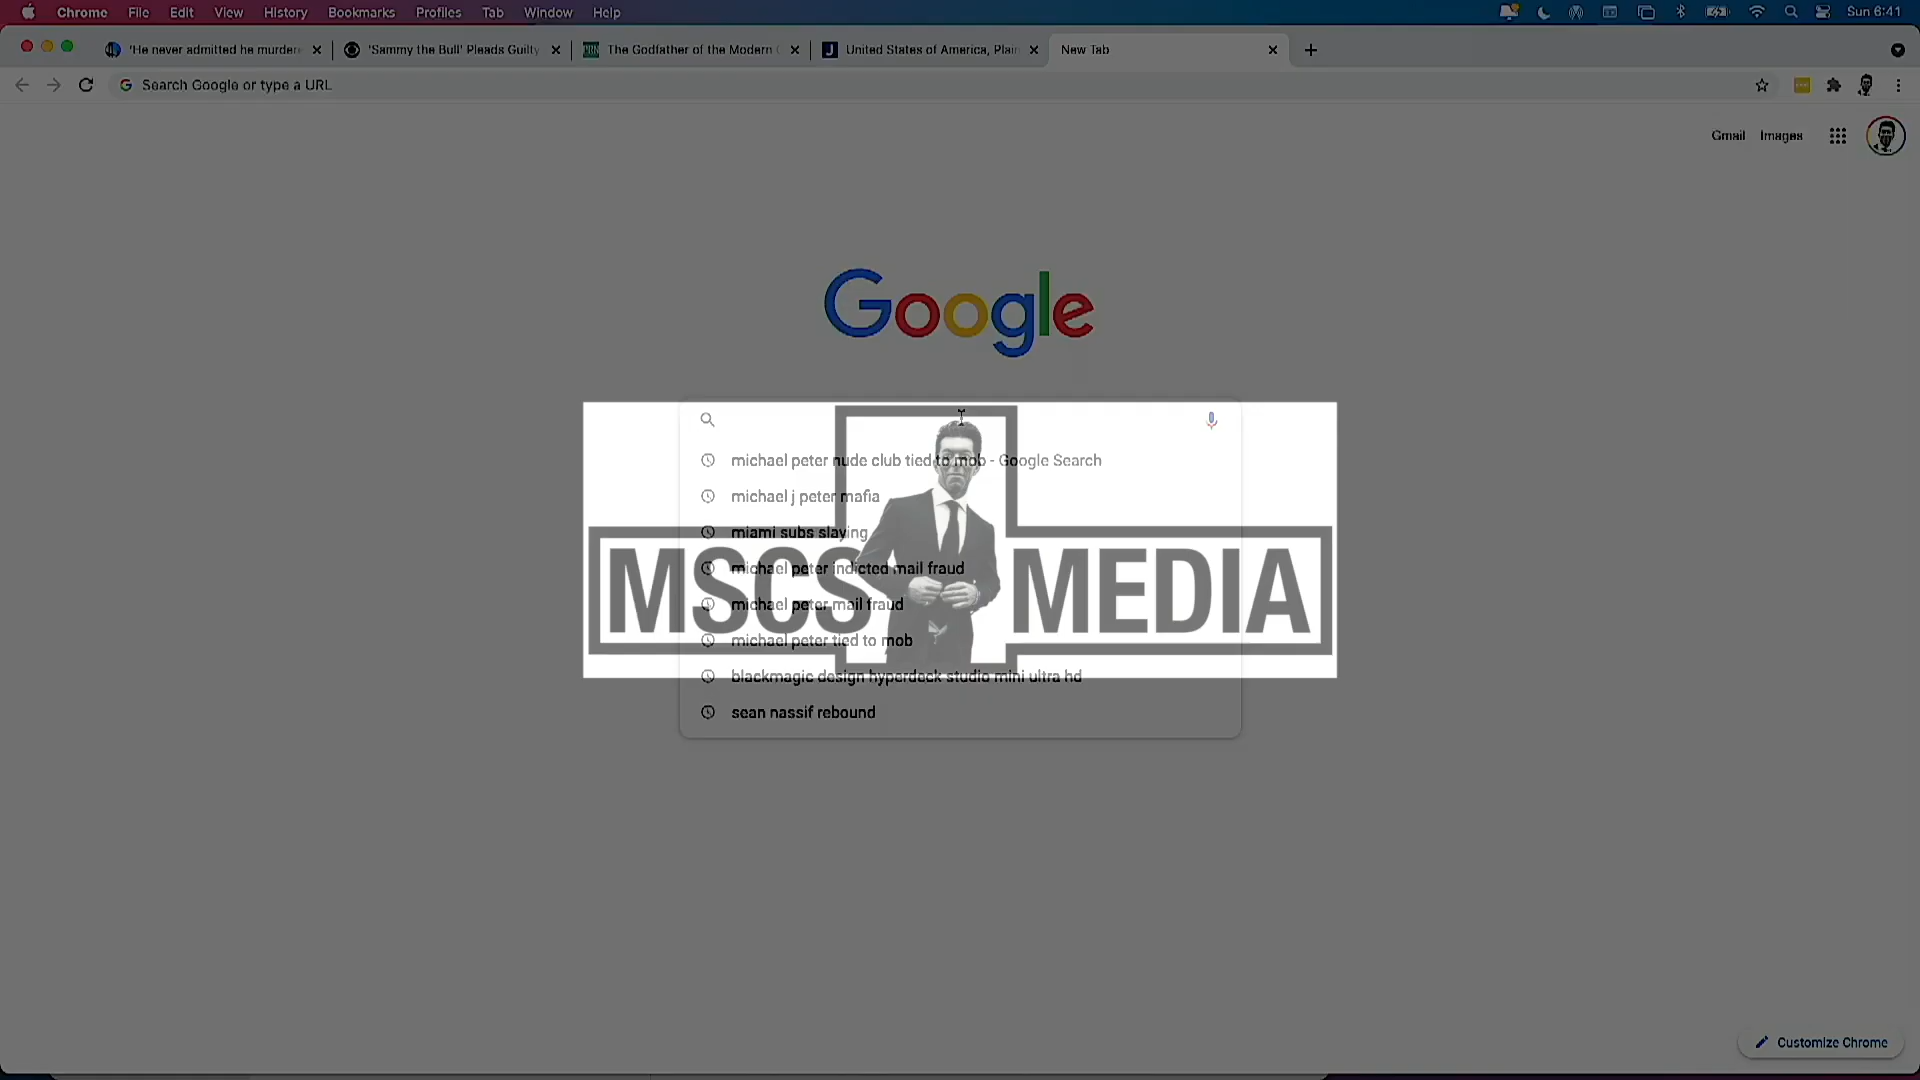 Chrome File Edit View History Bookmarks Profiles Tab Window Help Sun 6:41
'He never admitted he murder 'Sammy the Bull' Pleads Guilty The Godfather of the Modern United States of America, Plain New Tab
Search Google or type a URL
Gmail Images
Google
michael peter nude club tied to mob - Google Search
michael j peter mafia
miami subs slaying
michael peter indicted mail fraud
MSCS MEDIA
michael peter mail fraud
michael peter tied to mob
blackmagic design hyperdeck studio mini ultra hd
sean nassif rebound
Customize Chrome